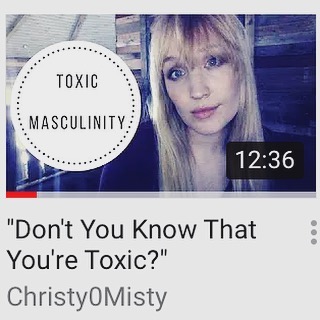 TOXIC
MASCULINITY
12:36
"Don't You Know That
You're Toxic?"
Christy0Misty